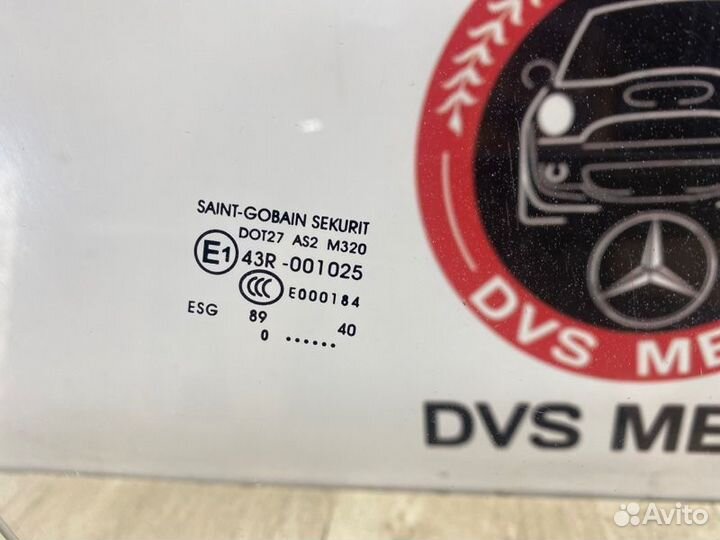 SAINT-GOBAIN SEKURIT
DOT27 AS2 M320
E1 43R -001025
CCC E000184
ESG 89 40
0 ......
DVS ME
DVS ME
Avito